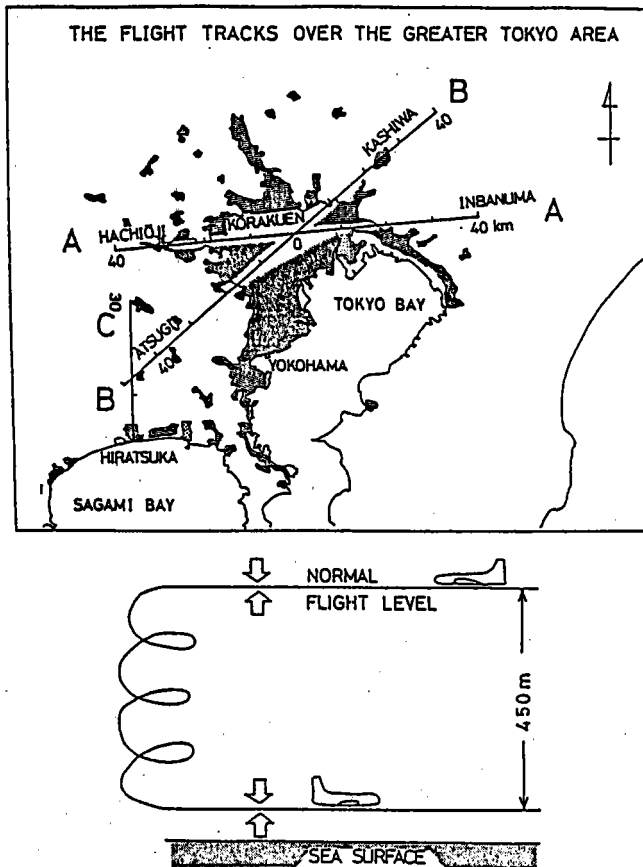 THE FLIGHT TRACKS OVER THE GREATER TOKYO AREA
B
KASHIWA
40
INBANUMA
A
40 km
KORAKUEN
HACHIOJI
A
40
0
30
C
ATSUGI
40
B
TOKYO BAY
YOKOHAMA
HIRATSUKA
SAGAMI BAY
NORMAL
FLIGHT LEVEL
450m
SEA SURFACE